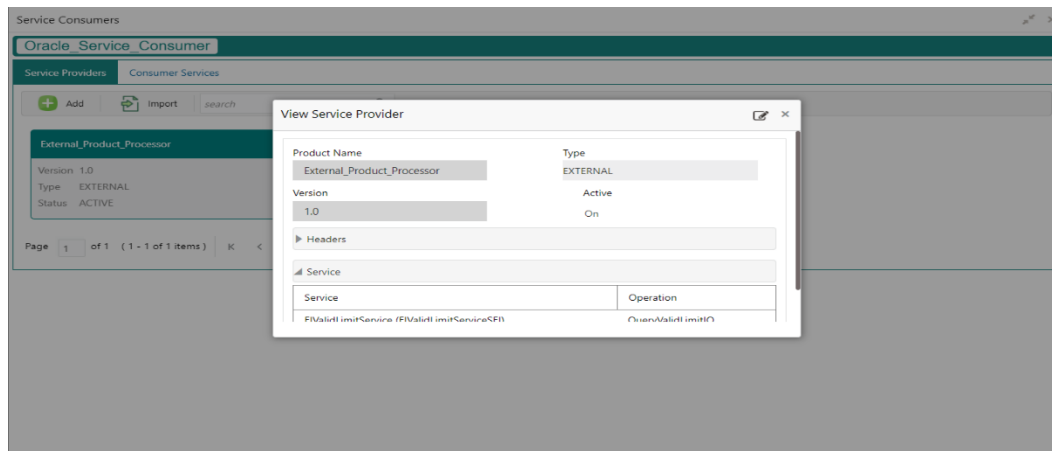 Service Consumers
Oracle_Service_Consumer
Service Providers Consumer Services
Add Import search
External_Product_Processor
Version 1.0
Type EXTERNAL
Status ACTIVE
Page 1 of 1 (1 - 1 of 1 items)
View Service Provider
Product Name Type
External_Product_Processor EXTERNAL
Version Active
1.0 On
Headers
Service
Service Operation